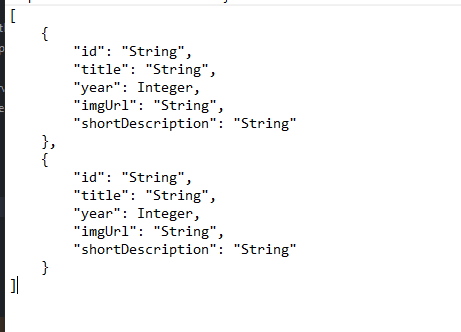 [
    {
        "id": "String",
        "title": "String",
        "year": Integer,
        "imgUrl": "String",
        "shortDescription": "String"
    },
    {
        "id": "String",
        "title": "String",
        "year": Integer,
        "imgUrl": "String",
        "shortDescription": "String"
    }
]